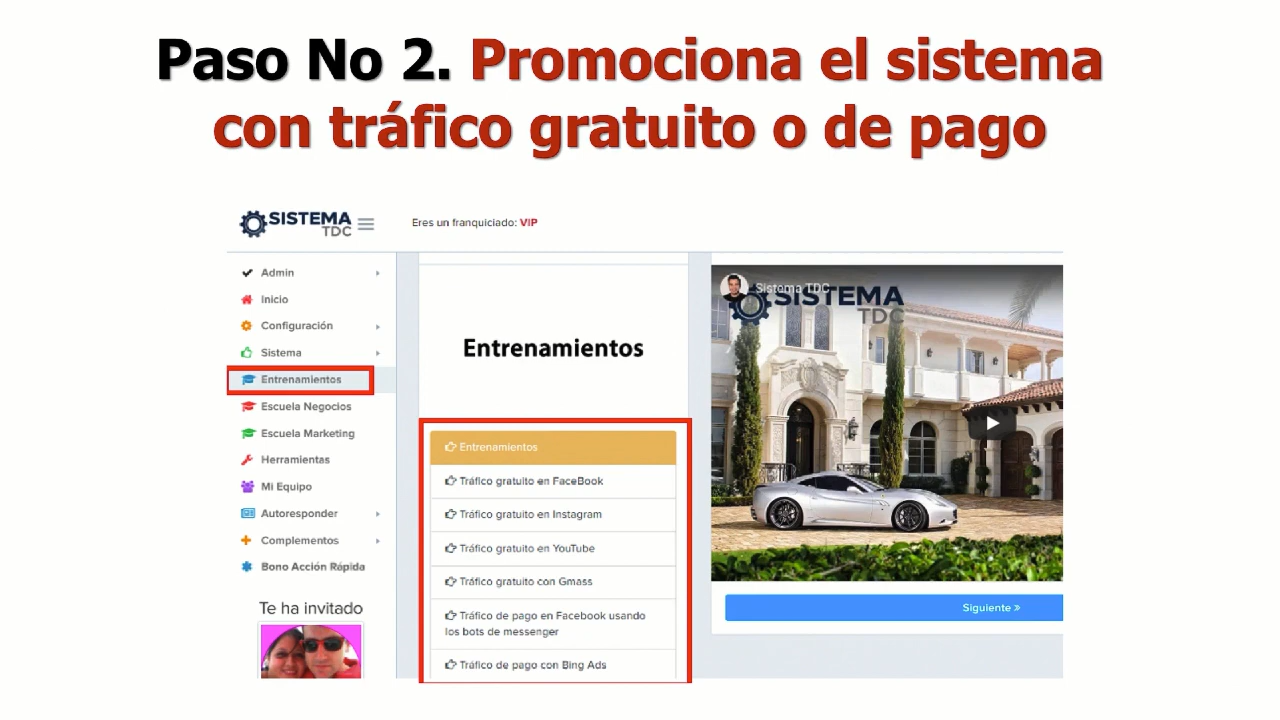 Paso No 2. Promociona el sistema
con tráfico gratuito o de pago
SISTEMA
TDC
Eres un franquiciado: VIP
Admin
Inicio
Configuración
Sistema
Entrenamientos
Escuela Negocios
Escuela Marketing
Herramientas
Mi Equipo
Autoresponder
Complementos
Bono Acción Rápida
Te ha invitado
Entrenamientos
Entrenamientos
Tráfico gratuito en FaceBook
Tráfico gratuito en Instagram
Tráfico gratuito en YouTube
Tráfico gratuito con Gmass
Tráfico de pago en Facebook usando
los bots de messenger
Tráfico de pago con Bing Ads
Sistema TDC
SISTEMA
TDC
Siguiente »